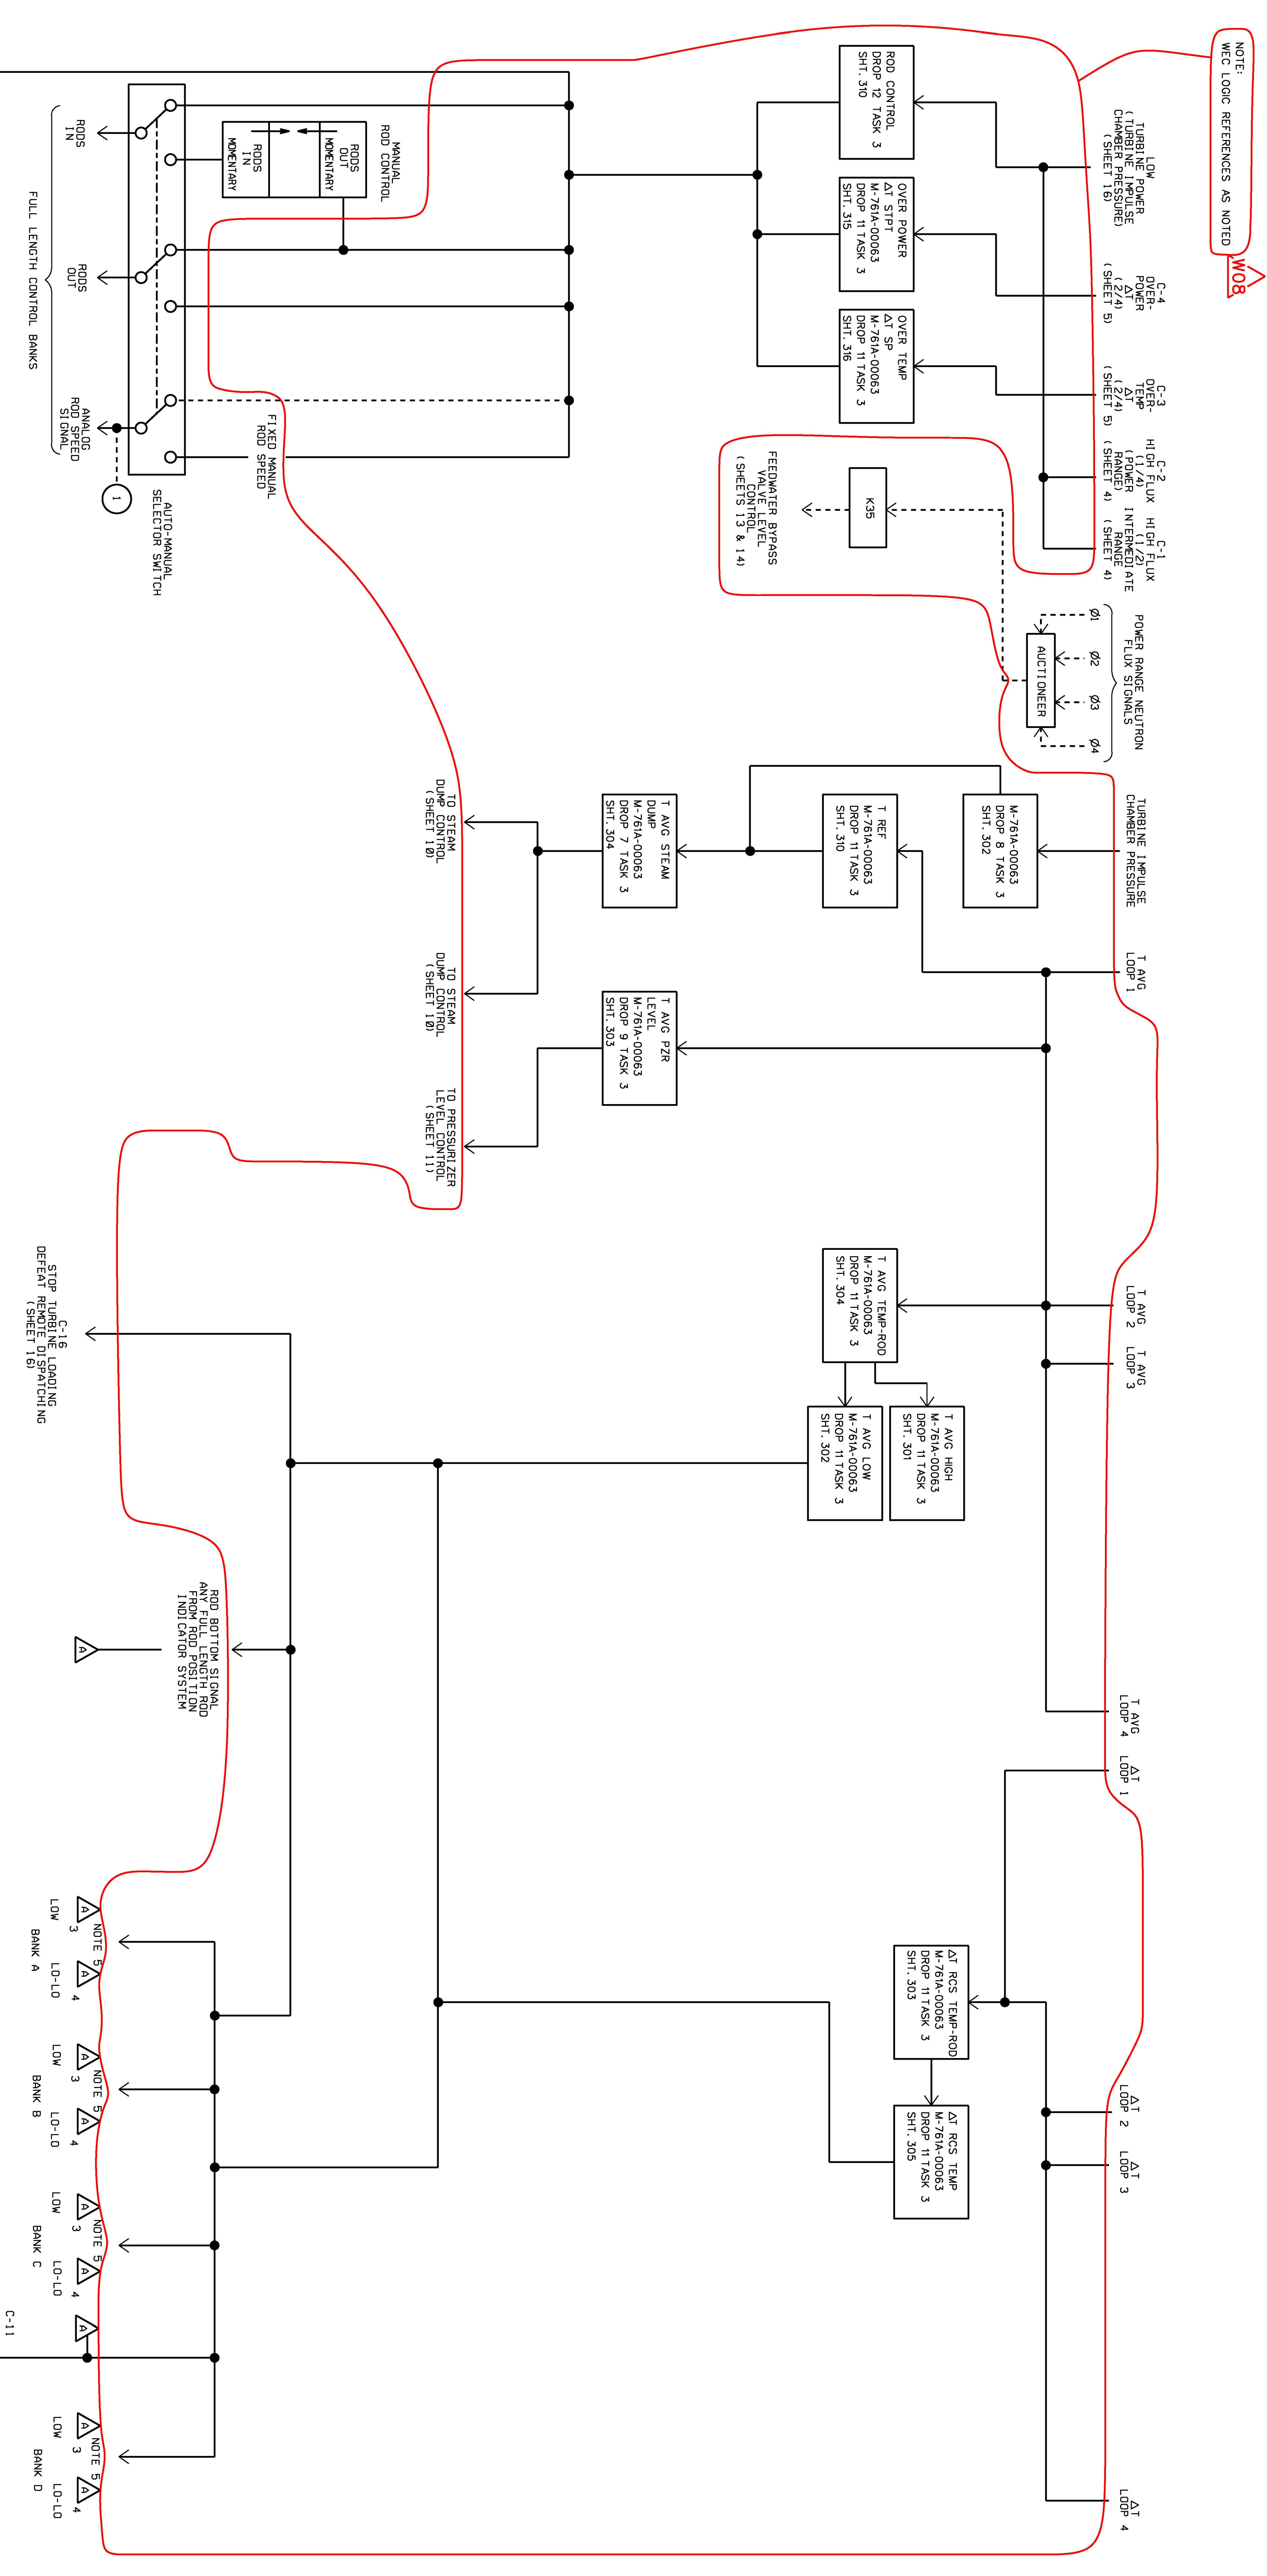 NOTE:
WEC LOGIC REFERENCES AS NOTED
W08
LOW
TURBINE POWER
(TURBINE IMPULSE
CHAMBER PRESSURE)
(SHEET 16)
C-4
OVER-
POWER
ΔT
(2/4)
(SHEET 5)
C-3
OVER-
TEMP
ΔT
(2/4)
(SHEET 5)
C-2
HIGH FLUX
(1/4)
(POWER
RANGE)
(SHEET 4)
C-1
HIGH FLUX
(1/2)
INTERMEDIATE
RANGE
(SHEET 4)
POWER RANGE NEUTRON
FLUX SIGNALS
Ø1
Ø2
Ø3
Ø4
AUCTIONEER
TURBINE IMPULSE
CHAMBER PRESSURE
T AVG
LOOP 1
T AVG
LOOP 2
T AVG
LOOP 3
T AVG
LOOP 4
ΔT
LOOP 1
ΔT
LOOP 2
ΔT
LOOP 3
ΔT
LOOP 4
ROD CONTROL
DROP 12 TASK 3
SHT. 310
OVER POWER
ΔT STPT
M-761A-00063
DROP 11 TASK 3
SHT. 315
OVER TEMP
ΔT SP
M-761A-00063
DROP 11 TASK 3
SHT. 316
K35
FEEDWATER BYPASS
VALVE LEVEL
CONTROL
(SHEETS 13 & 14)
M-761A-00063
DROP 8 TASK 3
SHT. 302
T REF
M-761A-00063
DROP 11 TASK 3
SHT. 310
T AVG STEAM
DUMP
M-761A-00063
DROP 7 TASK 3
SHT. 304
T AVG PZR
LEVEL
M-761A-00063
DROP 9 TASK 3
SHT. 303
T AVG TEMP-ROD
M-761A-00063
DROP 11 TASK 3
SHT. 304
T AVG HIGH
M-761A-00063
DROP 11 TASK 3
SHT. 301
T AVG LOW
M-761A-00063
DROP 11 TASK 3
SHT. 302
ΔT RCS TEMP-ROD
M-761A-00063
DROP 11 TASK 3
SHT. 303
ΔT RCS TEMP
M-761A-00063
DROP 11 TASK 3
SHT. 305
TO STEAM
DUMP CONTROL
(SHEET 10)
TO STEAM
DUMP CONTROL
(SHEET 10)
TO PRESSURIZER
LEVEL CONTROL
(SHEET 11)
MANUAL
ROD CONTROL
RODS
OUT
MOMENTARY
RODS
IN
MOMENTARY
FIXED MANUAL
ROD SPEED
AUTO-MANUAL
SELECTOR SWITCH
1
RODS
IN
RODS
OUT
ANALOG
ROD SPEED
SIGNAL
FULL LENGTH CONTROL BANKS
C-16
STOP TURBINE LOADING
DEFEAT REMOTE DISPATCHING
(SHEET 16)
ROD BOTTOM SIGNAL
ANY FULL LENGTH ROD
FROM ROD POSITION
INDICATOR SYSTEM
A
NOTE 5
A
3
LOW
A
4
LO-LO
BANK A
NOTE 5
A
3
LOW
A
4
LO-LO
BANK B
NOTE 5
A
3
LOW
A
4
LO-LO
BANK C
A
C-11
NOTE 5
A
3
LOW
A
4
LO-LO
BANK D